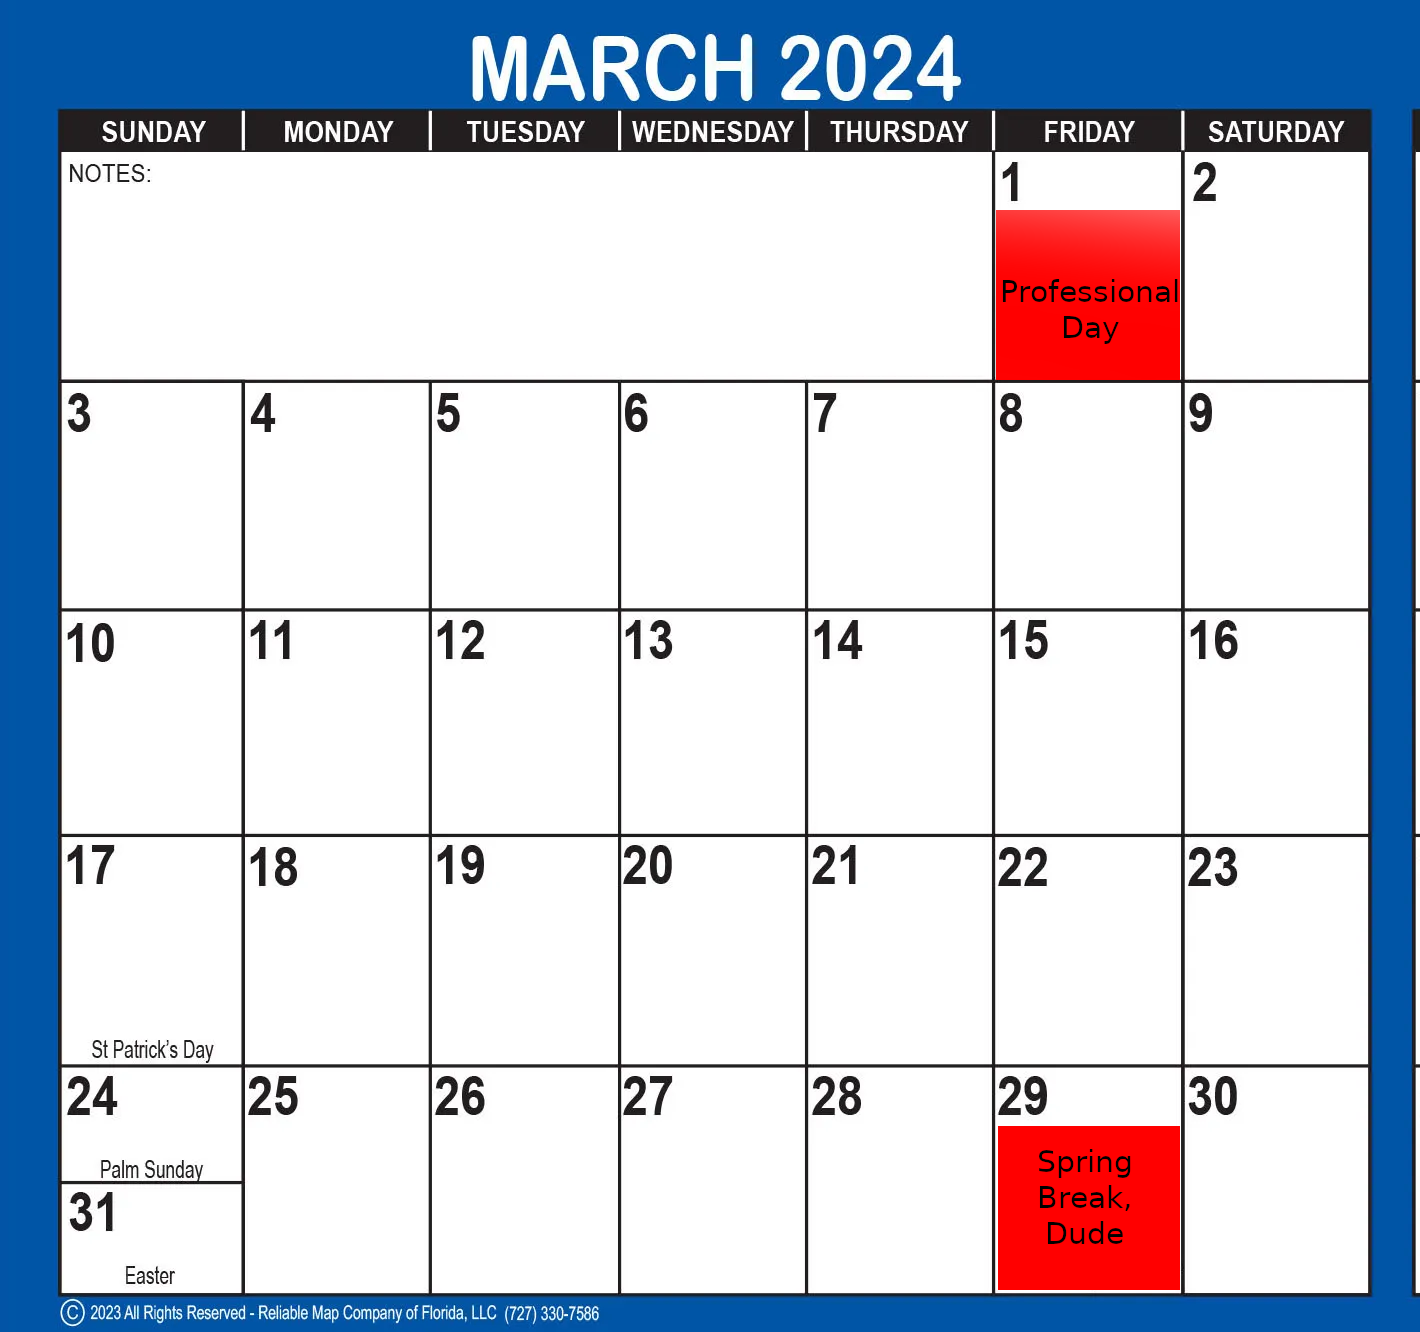 MARCH 2024
SUNDAY MONDAY TUESDAY WEDNESDAY THURSDAY FRIDAY SATURDAY
NOTES:
1 2
Professional
Day
3 4 5 6 7 8 9
10 11 12 13 14 15 16
17 18 19 20 21 22 23
St Patrick's Day
24 25 26 27 28 29 30
Palm Sunday
Spring
Break,
Dude
31
Easter
© 2023 All Rights Reserved - Reliable Map Company of Florida, LLC (727) 330-7586